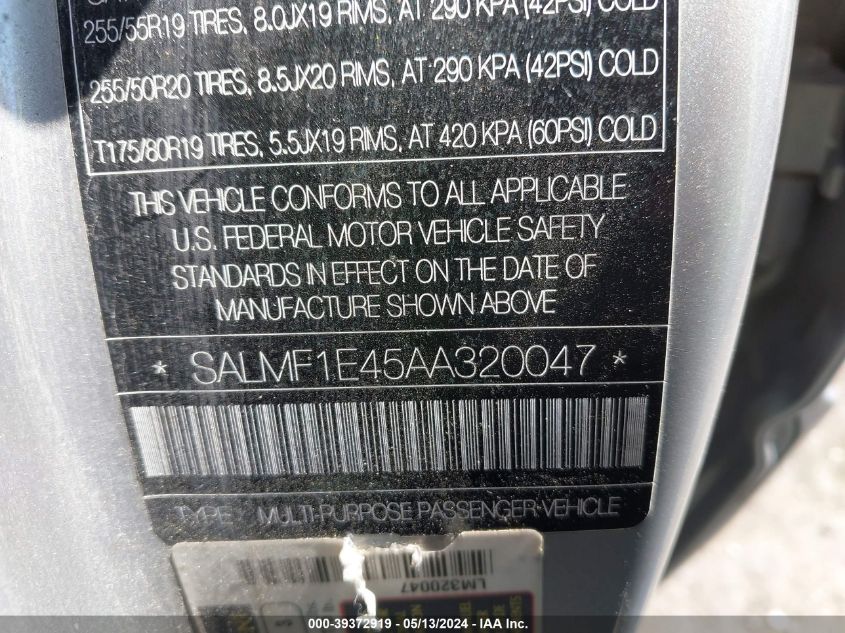 255/55R19 TIRES, 8.0JX19 RIMS, AT 290 KPA (42PSI) COLD
255/50R20 TIRES, 8.5JX20 RIMS, AT 290 KPA (42PSI) COLD
T175/80R19 TIRES, 5.5JX19 RIMS, AT 420 KPA (60PSI) COLD
THIS VEHICLE CONFORMS TO ALL APPLICABLE
U.S. FEDERAL MOTOR VEHICLE SAFETY
STANDARDS IN EFFECT ON THE DATE OF
MANUFACTURE SHOWN ABOVE
* SALMF1E45AA320047 *
TYPE MULTI-PURPOSE PASSENGER VEHICLE
LM320047
000-39372919 - 05/13/2024 - IAAI.COM